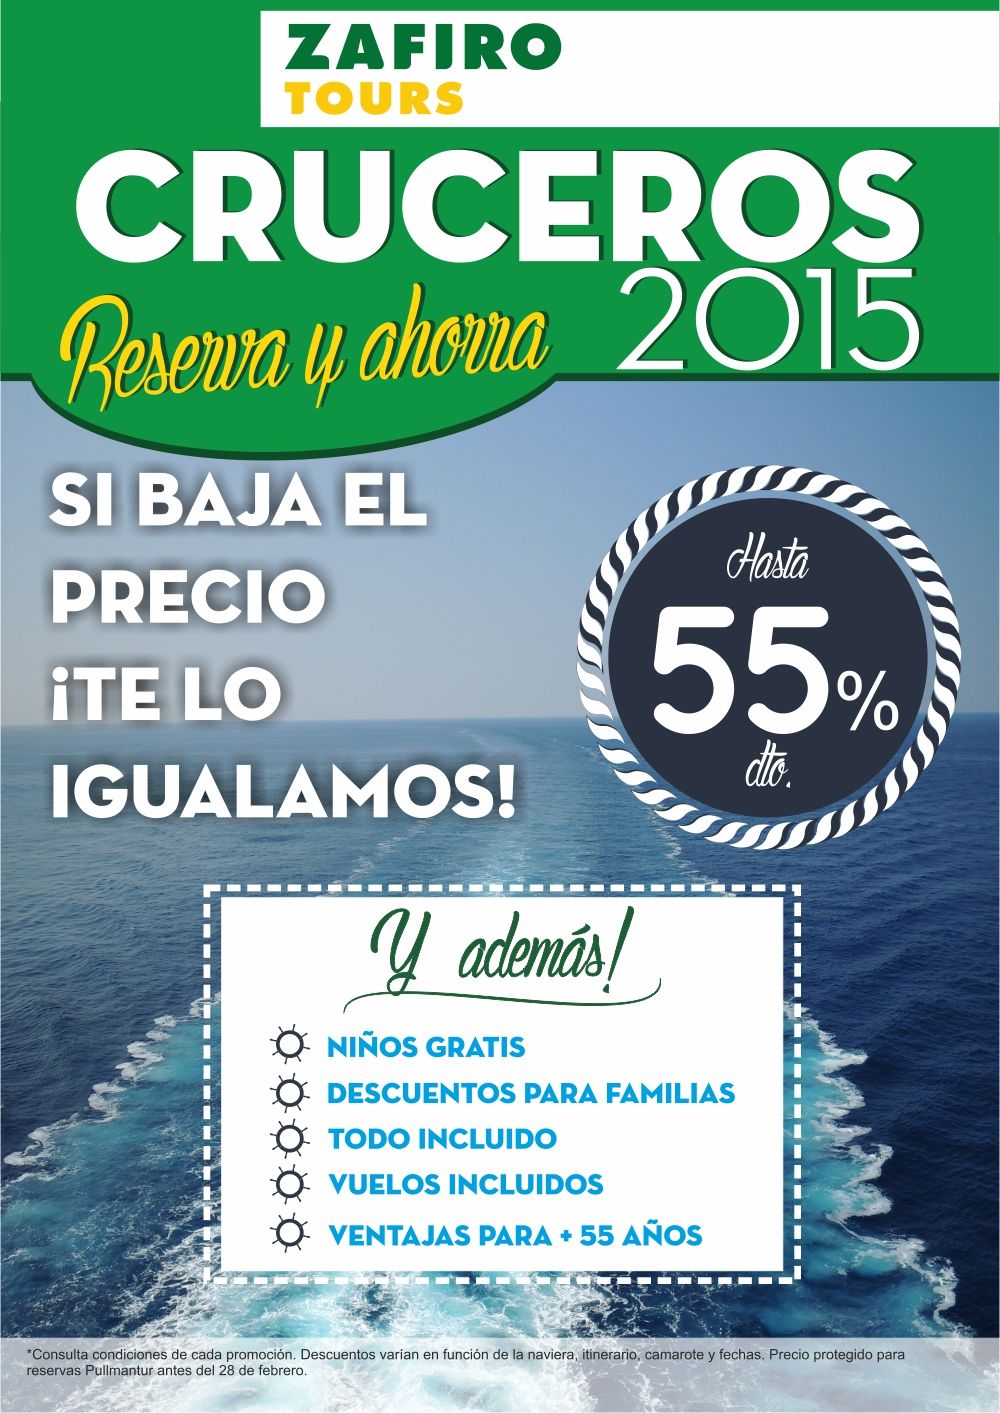 ZAFIRO
TOURS
CRUCEROS
2015
Reserva y ahorra
SI BAJA EL
PRECIO
¡TE LO
IGUALAMOS!
Hasta
55%
dto.
Y además!
NIÑOS GRATIS
DESCUENTOS PARA FAMILIAS
TODO INCLUIDO
VUELOS INCLUIDOS
VENTAJAS PARA + 55 AÑOS
*Consulta condiciones de cada promoción. Descuentos varían en función de la naviera, itinerario, camarote y fechas. Precio protegido para
reservas Pullmantur antes del 28 de febrero.